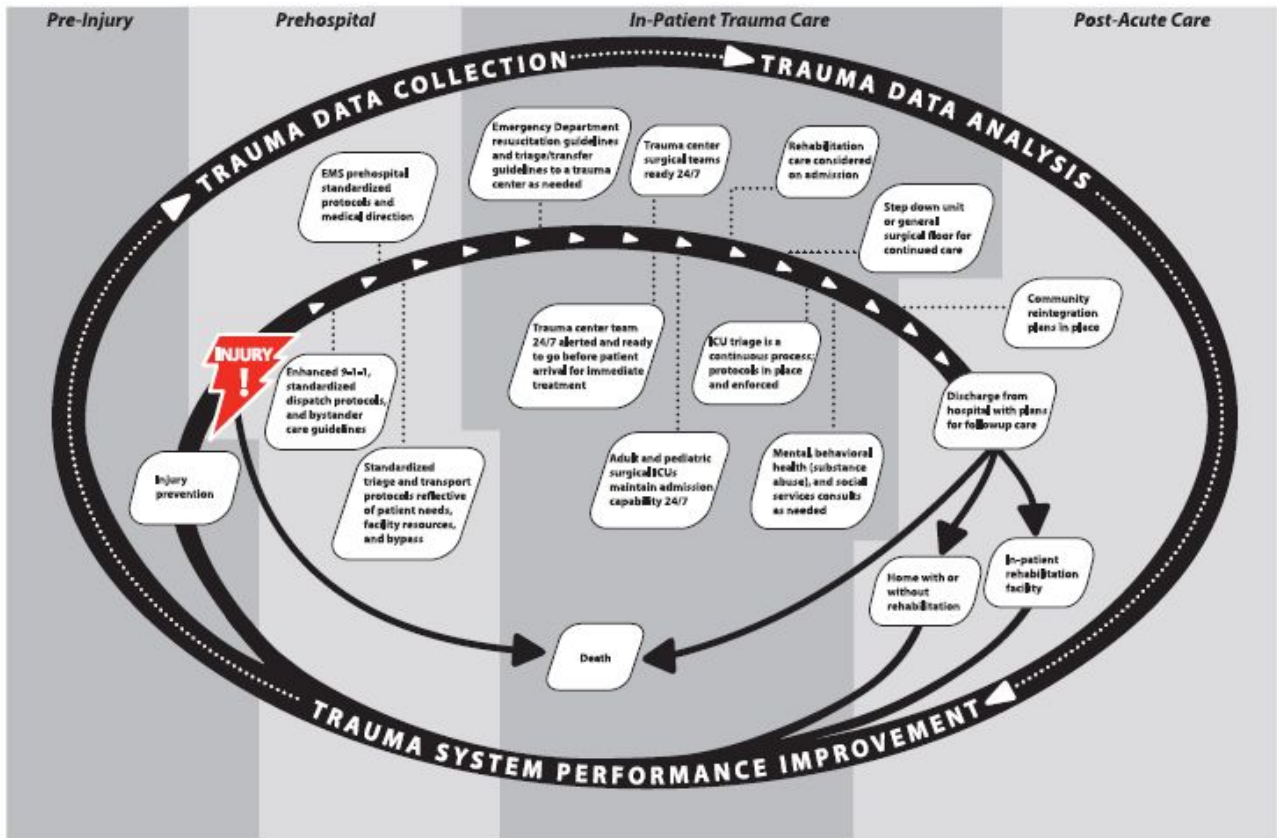 Pre-Injury
Prehospital
In-Patient Trauma Care
Post-Acute Care
TRAUMA DATA COLLECTION
TRAUMA DATA ANALYSIS
Emergency Department
resuscitation guidelines
and triage/transfer
guidelines to a trauma
center as needed
Trauma center
surgical teams
ready 24/7
Rehabilitation
care considered
on admission
EMS prehospital
standardized
protocols and
medical direction
Step down unit
or general
surgical floor for
continued care
Community
reintegration
plans in place
INJURY
!
Enhanced 9-1-1,
standardized
dispatch protocols,
and bystander
care guidelines
Trauma center team
24/7 alerted and ready
to go before patient
arrival for immediate
treatment
ICU triage is a
continuous process;
protocols in place
and enforced
Discharge from
hospital with plans
for followup care
Injury
prevention
Standardized
triage and transport
protocols reflective
of patient needs,
facility resources,
and bypass
Adult and pediatric
surgical ICUs
maintain admission
capability 24/7
Mental, behavioral
health (substance
abuse), and social
services consults
as needed
Home with or
without
rehabilitation
In-patient
rehabilitation
facility
Death
TRAUMA SYSTEM PERFORMANCE IMPROVEMENT